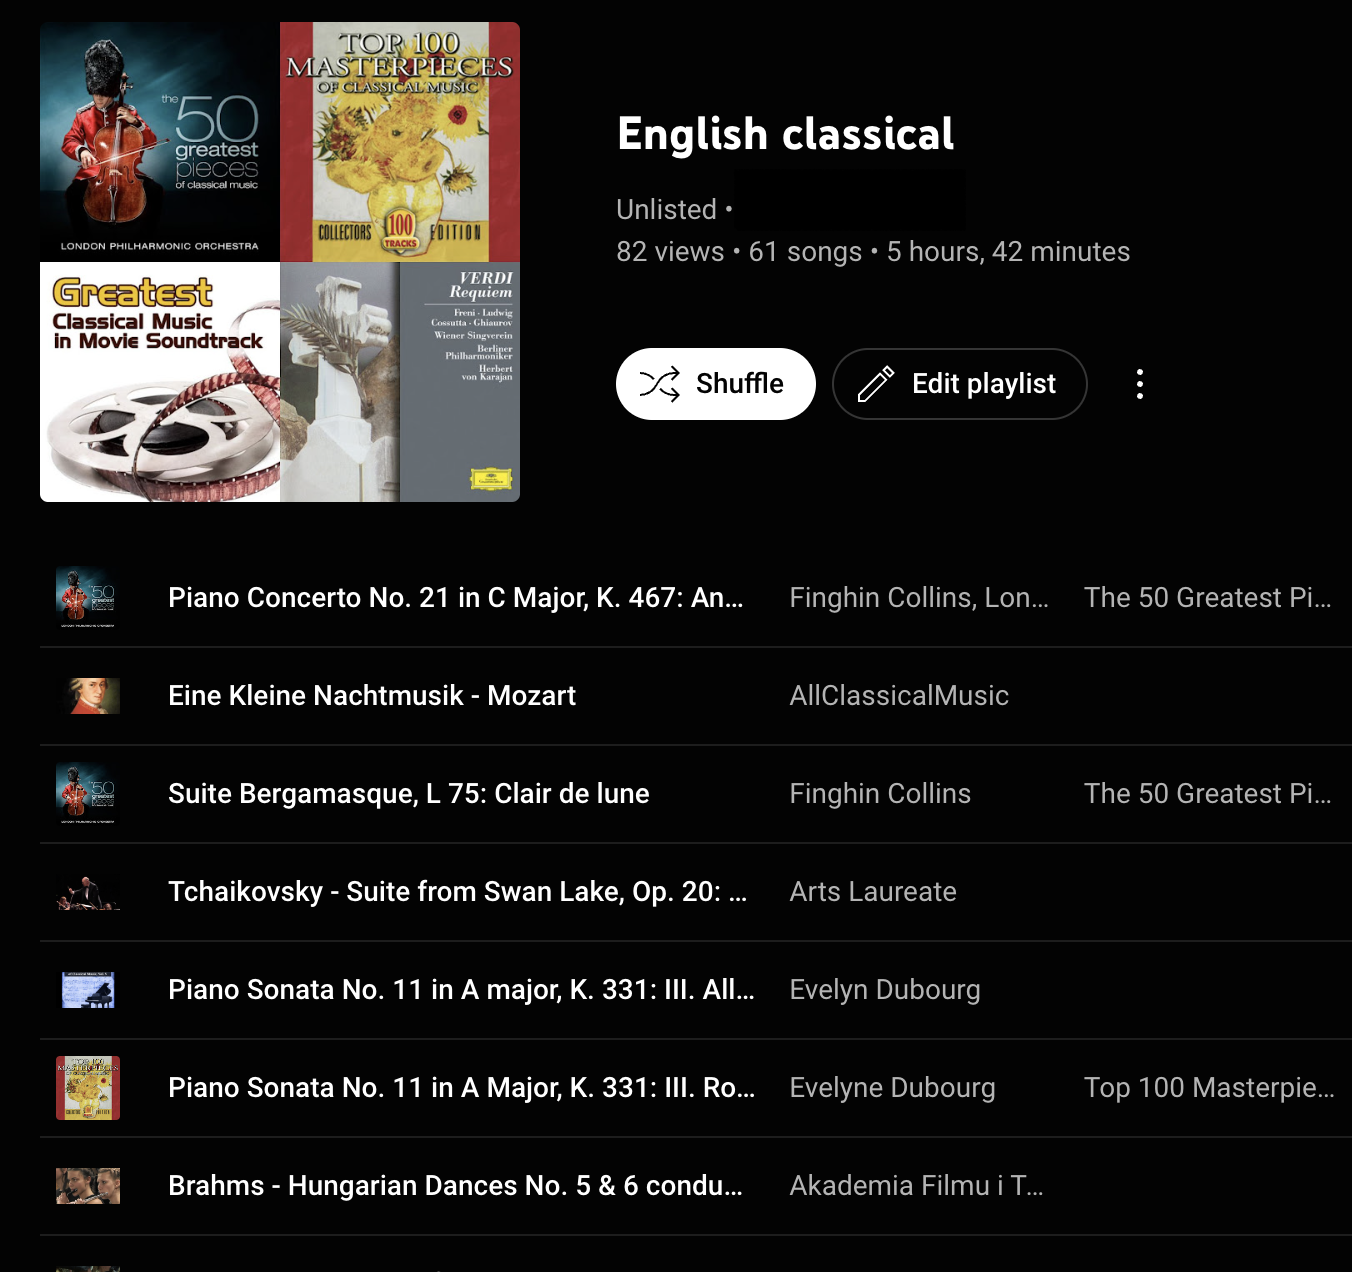 the
50
greatest
pieces
of classical music
LONDON PHILHARMONIC ORCHESTRA
TOP 100
MASTERPIECES
OF CLASSICAL MUSIC
COLLECTORS
100
TRACKS
EDITION
Greatest
Classical Music
in Movie Soundtrack
VERDI
Requiem
Freni · Ludwig
Cossutta · Ghiaurov
Wiener Singverein
Berliner
Philharmoniker
Herbert
von Karajan
English classical
Unlisted •
82 views • 61 songs • 5 hours, 42 minutes
Shuffle
Edit playlist
Piano Concerto No. 21 in C Major, K. 467: An... Finghin Collins, Lon... The 50 Greatest Pi...
Eine Kleine Nachtmusik - Mozart AllClassicalMusic
Suite Bergamasque, L 75: Clair de lune Finghin Collins The 50 Greatest Pi...
Tchaikovsky - Suite from Swan Lake, Op. 20: ... Arts Laureate
Piano Sonata No. 11 in A major, K. 331: III. All... Evelyn Dubourg
Piano Sonata No. 11 in A Major, K. 331: III. Ro... Evelyne Dubourg Top 100 Masterpie...
Brahms - Hungarian Dances No. 5 & 6 condu... Akademia Filmu i T...